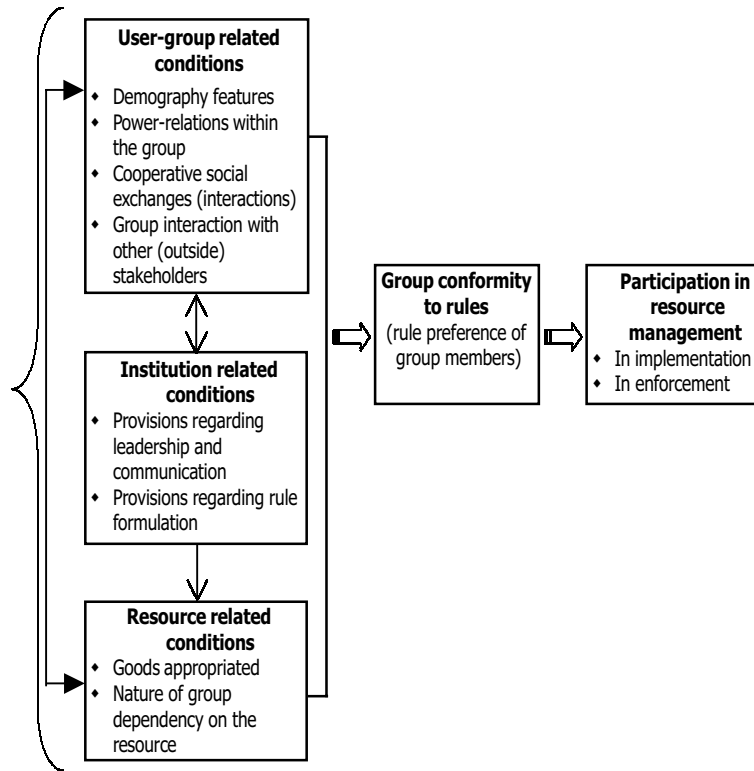 User-group related
conditions
♦ Demography features
♦ Power-relations within
the group
♦ Cooperative social
exchanges (interactions)
♦ Group interaction with
other (outside)
stakeholders
Institution related
conditions
♦ Provisions regarding
leadership and
communication
♦ Provisions regarding rule
formulation
Resource related
conditions
♦ Goods appropriated
♦ Nature of group
dependency on the
resource
Group conformity
to rules
(rule preference of
group members)
Participation in
resource
management
♦ In implementation
♦ In enforcement